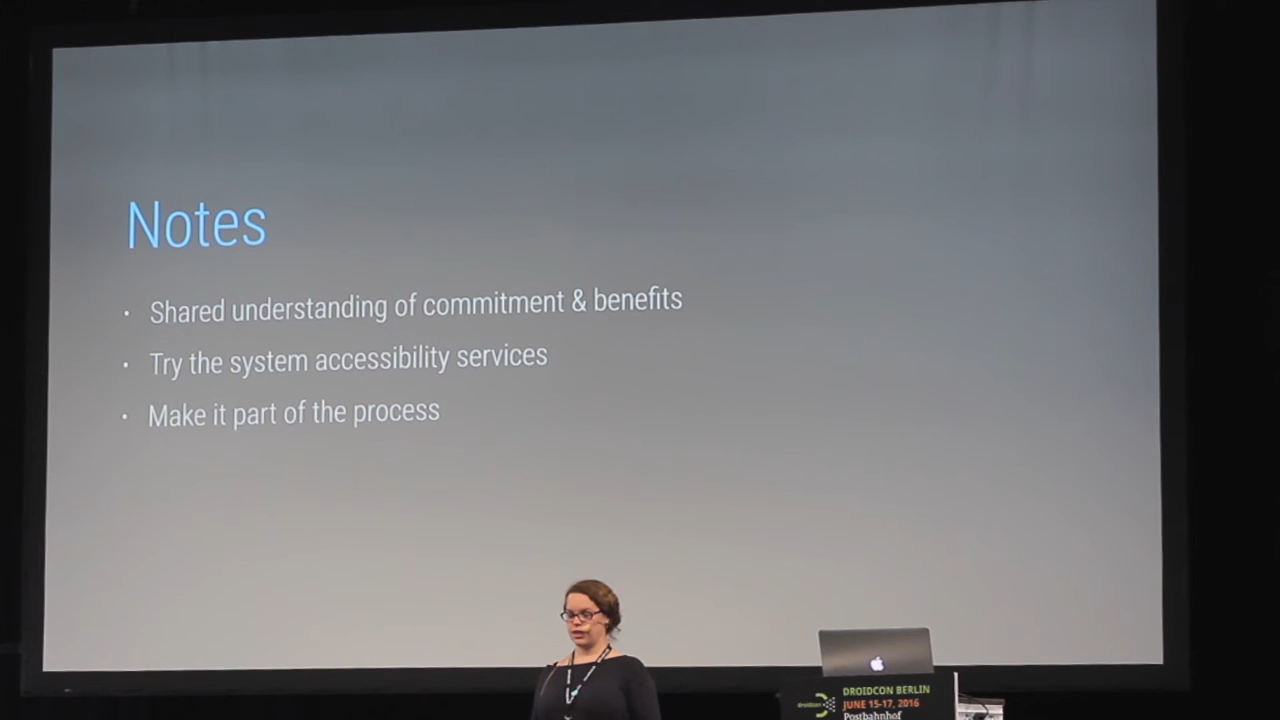 Notes
· Shared understanding of commitment & benefits
· Try the system accessibility services
· Make it part of the process
droidcon
DROIDCON BERLIN
JUNE 15-17, 2016
Postbahnhof